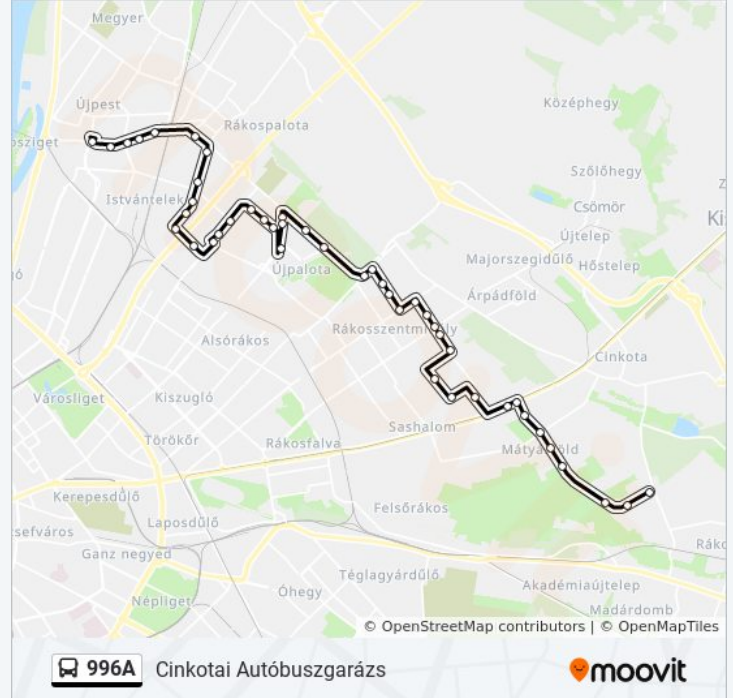 Megyer
Középhegy
Újpest
Rákospalota
osziget
Szőlőhegy
Istvántelek
Csömör
Ki
Újtelep
Majorszegidűlő
Hőstelep
Újpalota
Árpádföld
Alsórákos
Rákosszentmihály
Cinkota
Városliget
Kiszugló
Törökőr
Rákosfalva
Sashalom
Mátyásföld
Kerepesdűlő
Laposdűlő
Felsőrákos
sefváros
Rákc
Ganz negyed
Téglagyárdűlő
Akadémiaújtelep
Népliget
Óhegy
Madárdomb
© OpenStreetMap contributors | © OpenMapTiles
996A Cinkotai Autóbuszgarázs
moovit